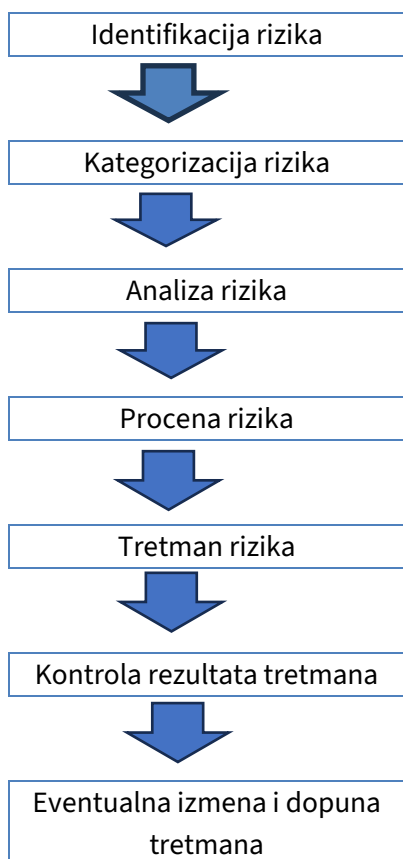 Identifikacija rizika
Kategorizacija rizika
Analiza rizika
Procena rizika
Tretman rizika
Kontrola rezultata tretmana
Eventualna izmena i dopuna
tretmana